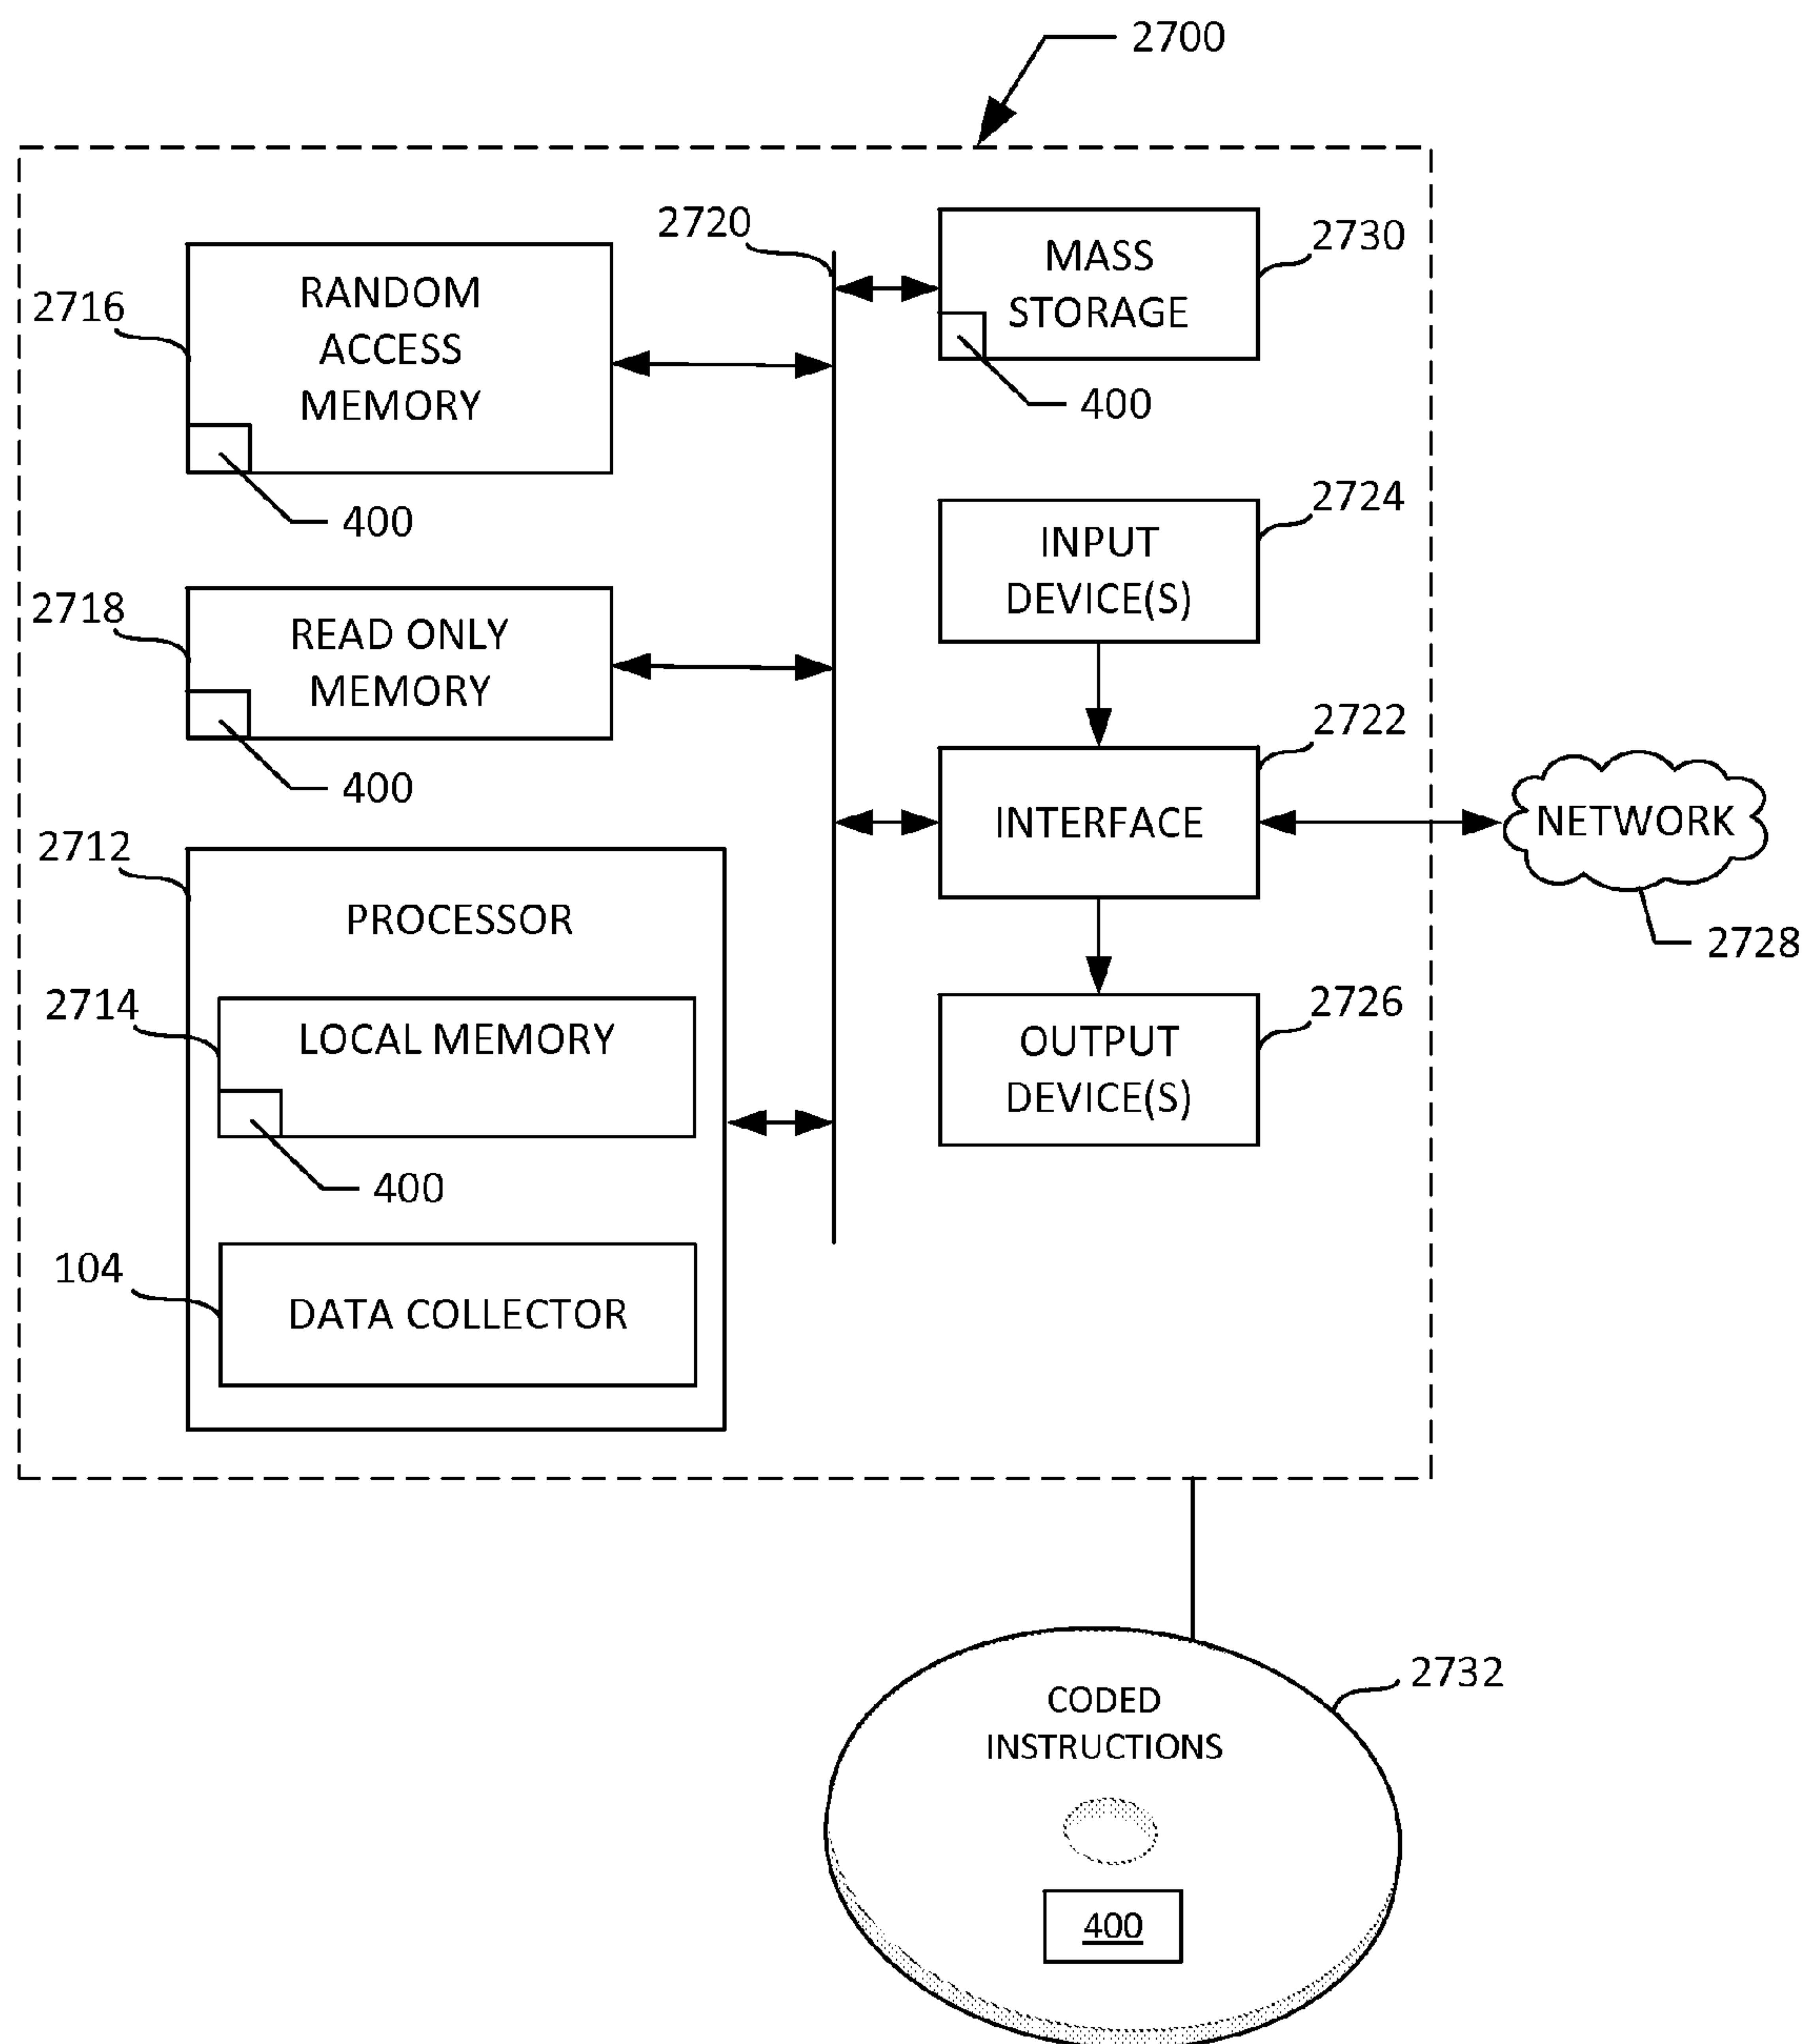 2700
2720
2716
RANDOM
ACCESS
MEMORY
400
MASS
STORAGE
2730
400
2718
READ ONLY
MEMORY
400
INPUT
DEVICE(S)
2724
2712
PROCESSOR
2714
LOCAL MEMORY
400
104
DATA COLLECTOR
INTERFACE
2722
NETWORK
2728
OUTPUT
DEVICE(S)
2726
CODED
INSTRUCTIONS
2732
400